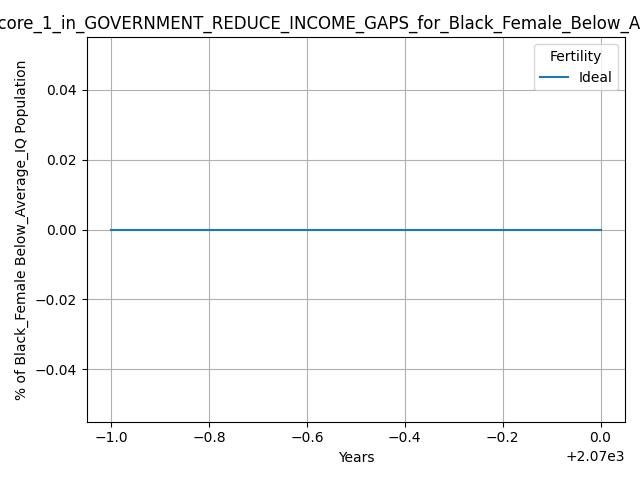 core_1_in_GOVERNMENT_REDUCE_INCOME_GAPS_for_Black_Female_Below_A
Fertility
Ideal
% of Black_Female Below_Average_IQ Population
0.04
0.02
0.00
−0.02
−0.04
−1.0 −0.8 −0.6 −0.4 −0.2 0.0
Years
+2.07e3